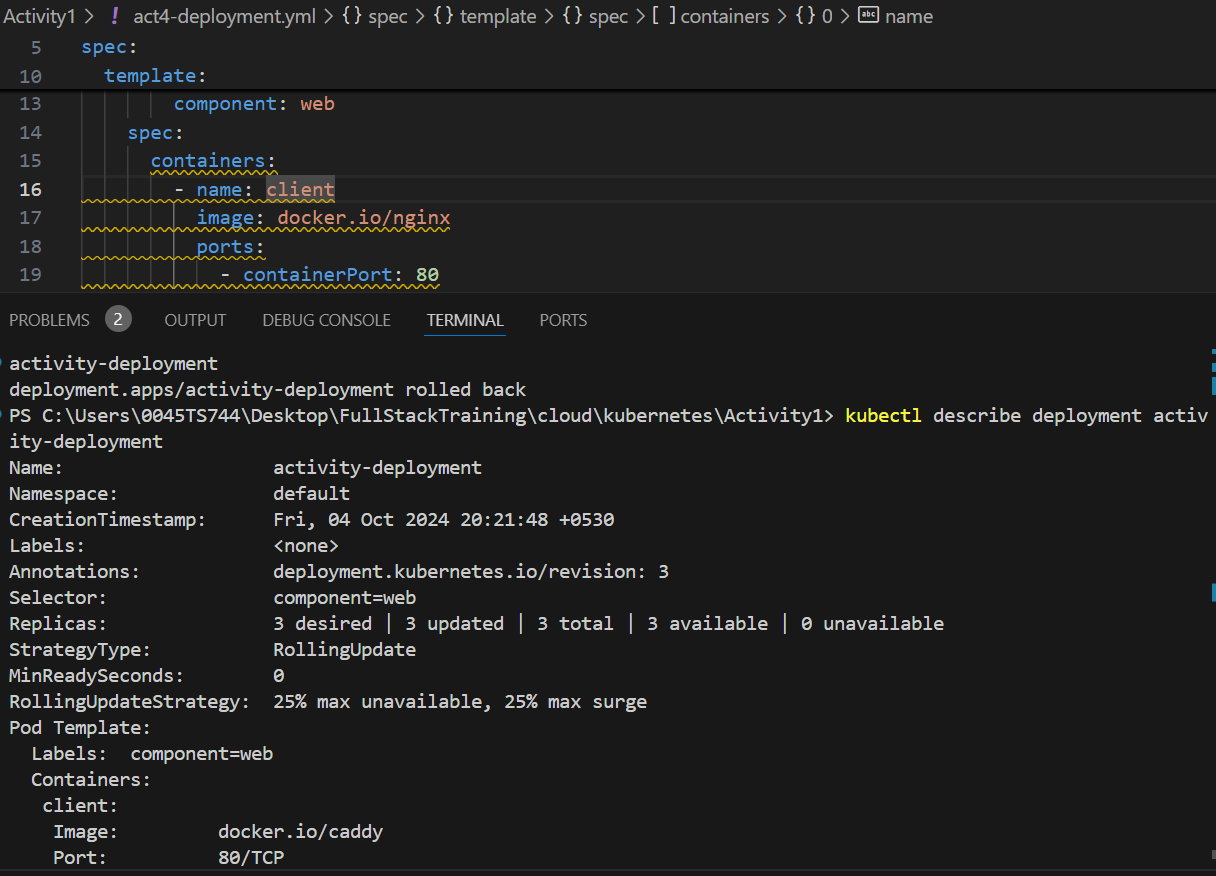 Activity1 > ! act4-deployment.yml > {} spec > {} template > {} spec > [ ] containers > {} 0 > abc name
5 spec:
10 template:
13 component: web
14 spec:
15 containers:
16 - name: client
17 image: docker.io/nginx
18 ports:
19 - containerPort: 80
PROBLEMS 2 OUTPUT DEBUG CONSOLE TERMINAL PORTS
activity-deployment
deployment.apps/activity-deployment rolled back
PS C:\Users\0045TS744\Desktop\FullStackTraining\cloud\kubernetes\Activity1> kubectl describe deployment activ
ity-deployment
Name: activity-deployment
Namespace: default
CreationTimestamp: Fri, 04 Oct 2024 20:21:48 +0530
Labels: <none>
Annotations: deployment.kubernetes.io/revision: 3
Selector: component=web
Replicas: 3 desired | 3 updated | 3 total | 3 available | 0 unavailable
StrategyType: RollingUpdate
MinReadySeconds: 0
RollingUpdateStrategy: 25% max unavailable, 25% max surge
Pod Template:
Labels: component=web
Containers:
client:
Image: docker.io/caddy
Port: 80/TCP